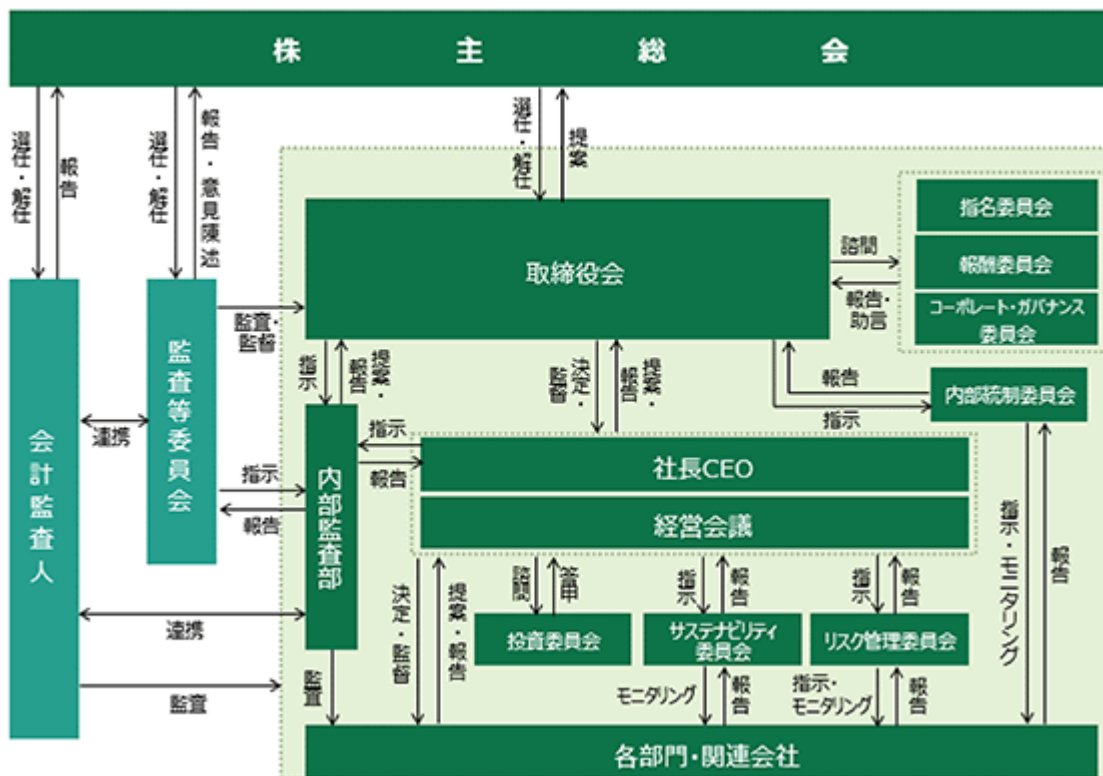 株主総会
選任・解任
報告
選任・解任
報告・意見陳述
選任・解任
提案
指名委員会
報酬委員会
コーポレート・ガバナンス
委員会
取締役会
諮問
報告・
助言
監査・
監督
会計監査人
監査等委員会
連携
指示
報告
指示
提案・
報告
決定・
監督
提案・
報告
報告
指示
内部統制委員会
内部監査部
指示
報告
社長CEO
経営会議
連携
監査
監査
決定・監督
提案・報告
諮問
答申
指示
報告
指示
報告
指示・モニタリング
報告
投資委員会
サステナビリティ
委員会
リスク管理委員会
モニタリング
報告
指示・
モニタリング
報告
各部門・関連会社